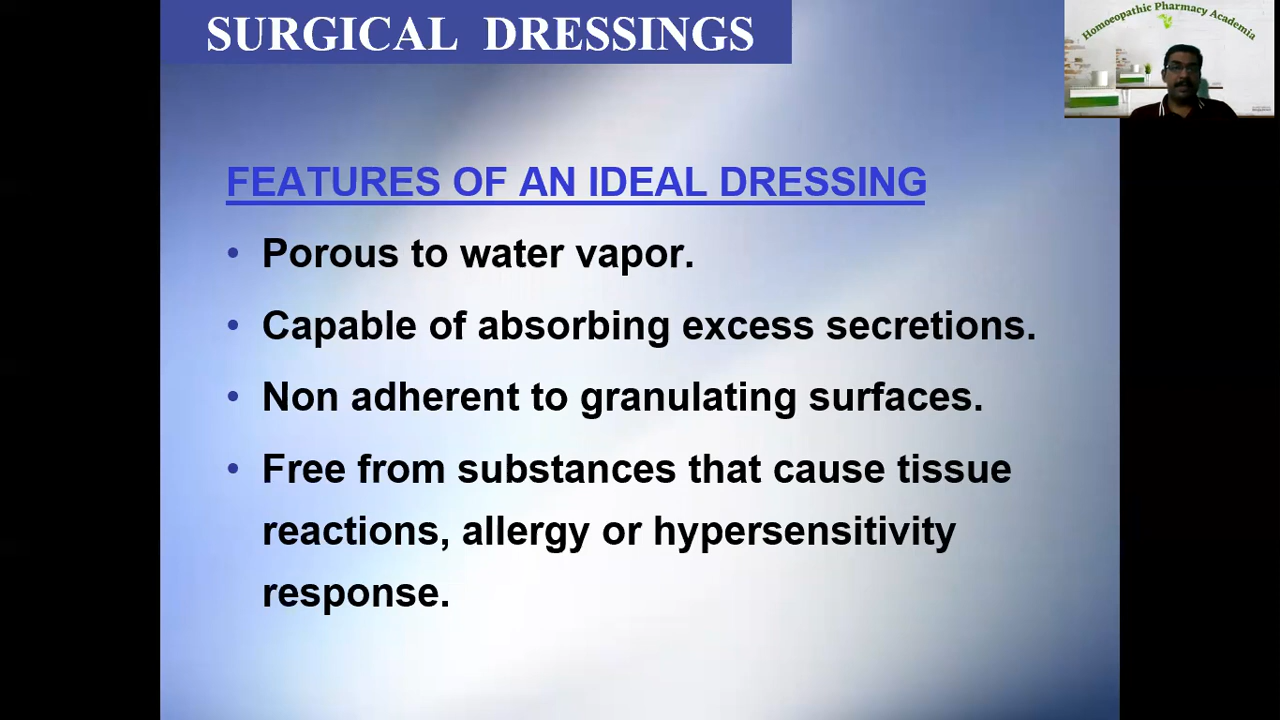 SURGICAL DRESSINGS
Homoeopathic Pharmacy Academia
FEATURES OF AN IDEAL DRESSING
• Porous to water vapor.
• Capable of absorbing excess secretions.
• Non adherent to granulating surfaces.
• Free from substances that cause tissue
reactions, allergy or hypersensitivity
response.